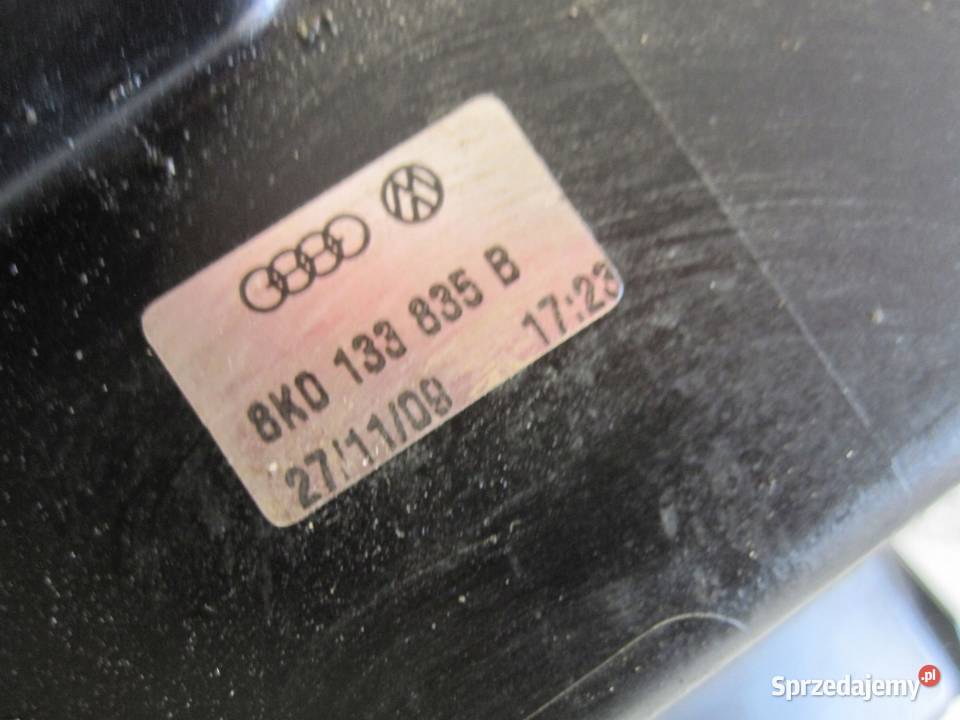 8K0 133 835 B
27/11/09 17:23
Sprzedajemy.pl